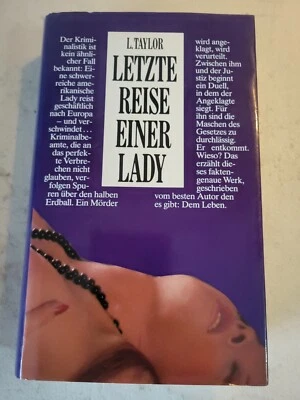 Der Krimi-
nalistik ist
kein ähnli-
cher Fall
bekannt: Ei-
ne schwer-
reiche ame-
rikanische
Lady reist
geschäftlich
nach Europa
– und ver-
schwindet ...
Kriminalbe-
amte, die an
das perfek-
te Verbre-
chen nicht
glauben, ver-
folgen Spu-
ren über den halben
Erdball. Ein Mörder
L. TAYLOR
LETZTE
REISE
EINER
LADY
wird ange-
klagt, wird
verurteilt.
Zwischen ihm
und der Ju-
stiz beginnt
ein Duell,
in dem der
Angeklagte
siegt. Für
ihn sind die
Maschen des
Gesetzes zu
durchlässig.
Er entkommt.
Wieso? Das
erzählt die-
ses fakten-
genaue Werk,
geschrieben
vom besten Autor den
es gibt: Dem Leben.